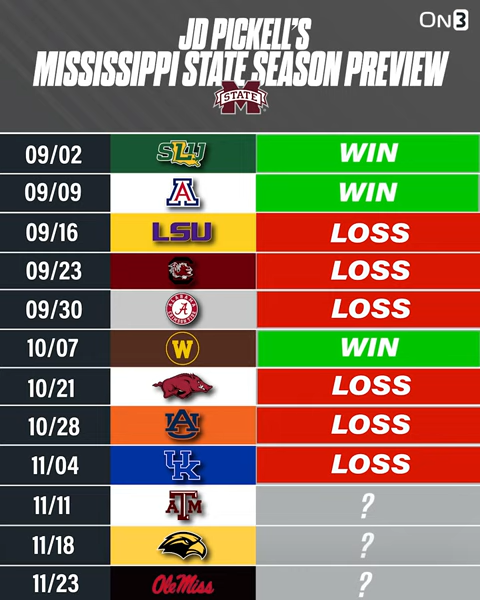 ON3
JD PICKELL'S
MISSISSIPPI STATE SEASON PREVIEW
M STATE
09/02 SLU WIN
09/09 A WIN
09/16 LSU LOSS
09/23 LOSS
09/30 ALABAMA A LOSS
10/07 W WIN
10/21 LOSS
10/28 AU LOSS
11/04 UK LOSS
11/11 ATM ?
11/18 ?
11/23 Ole Miss ?